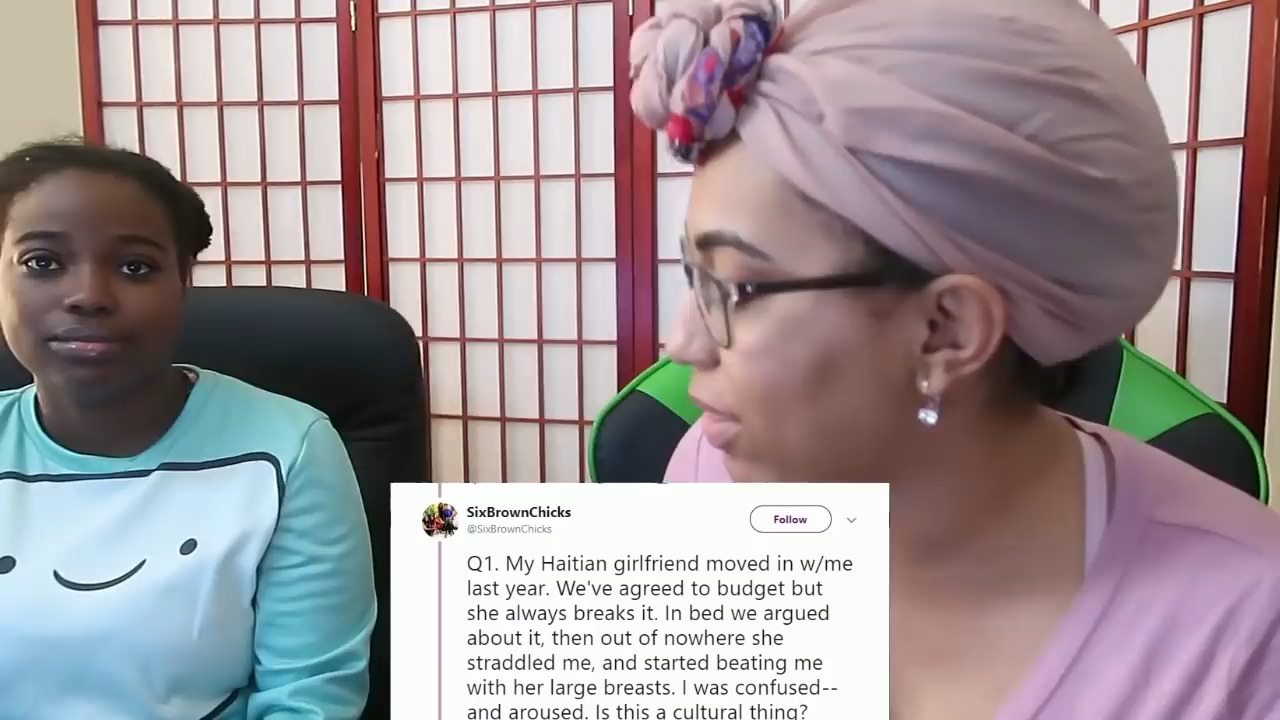 SixBrownChicks
@SixBrownChicks
Follow
Q1. My Haitian girlfriend moved in w/me
last year. We've agreed to budget but
she always breaks it. In bed we argued
about it, then out of nowhere she
straddled me, and started beating me
with her large breasts. I was confused--
and aroused. Is this a cultural thing?